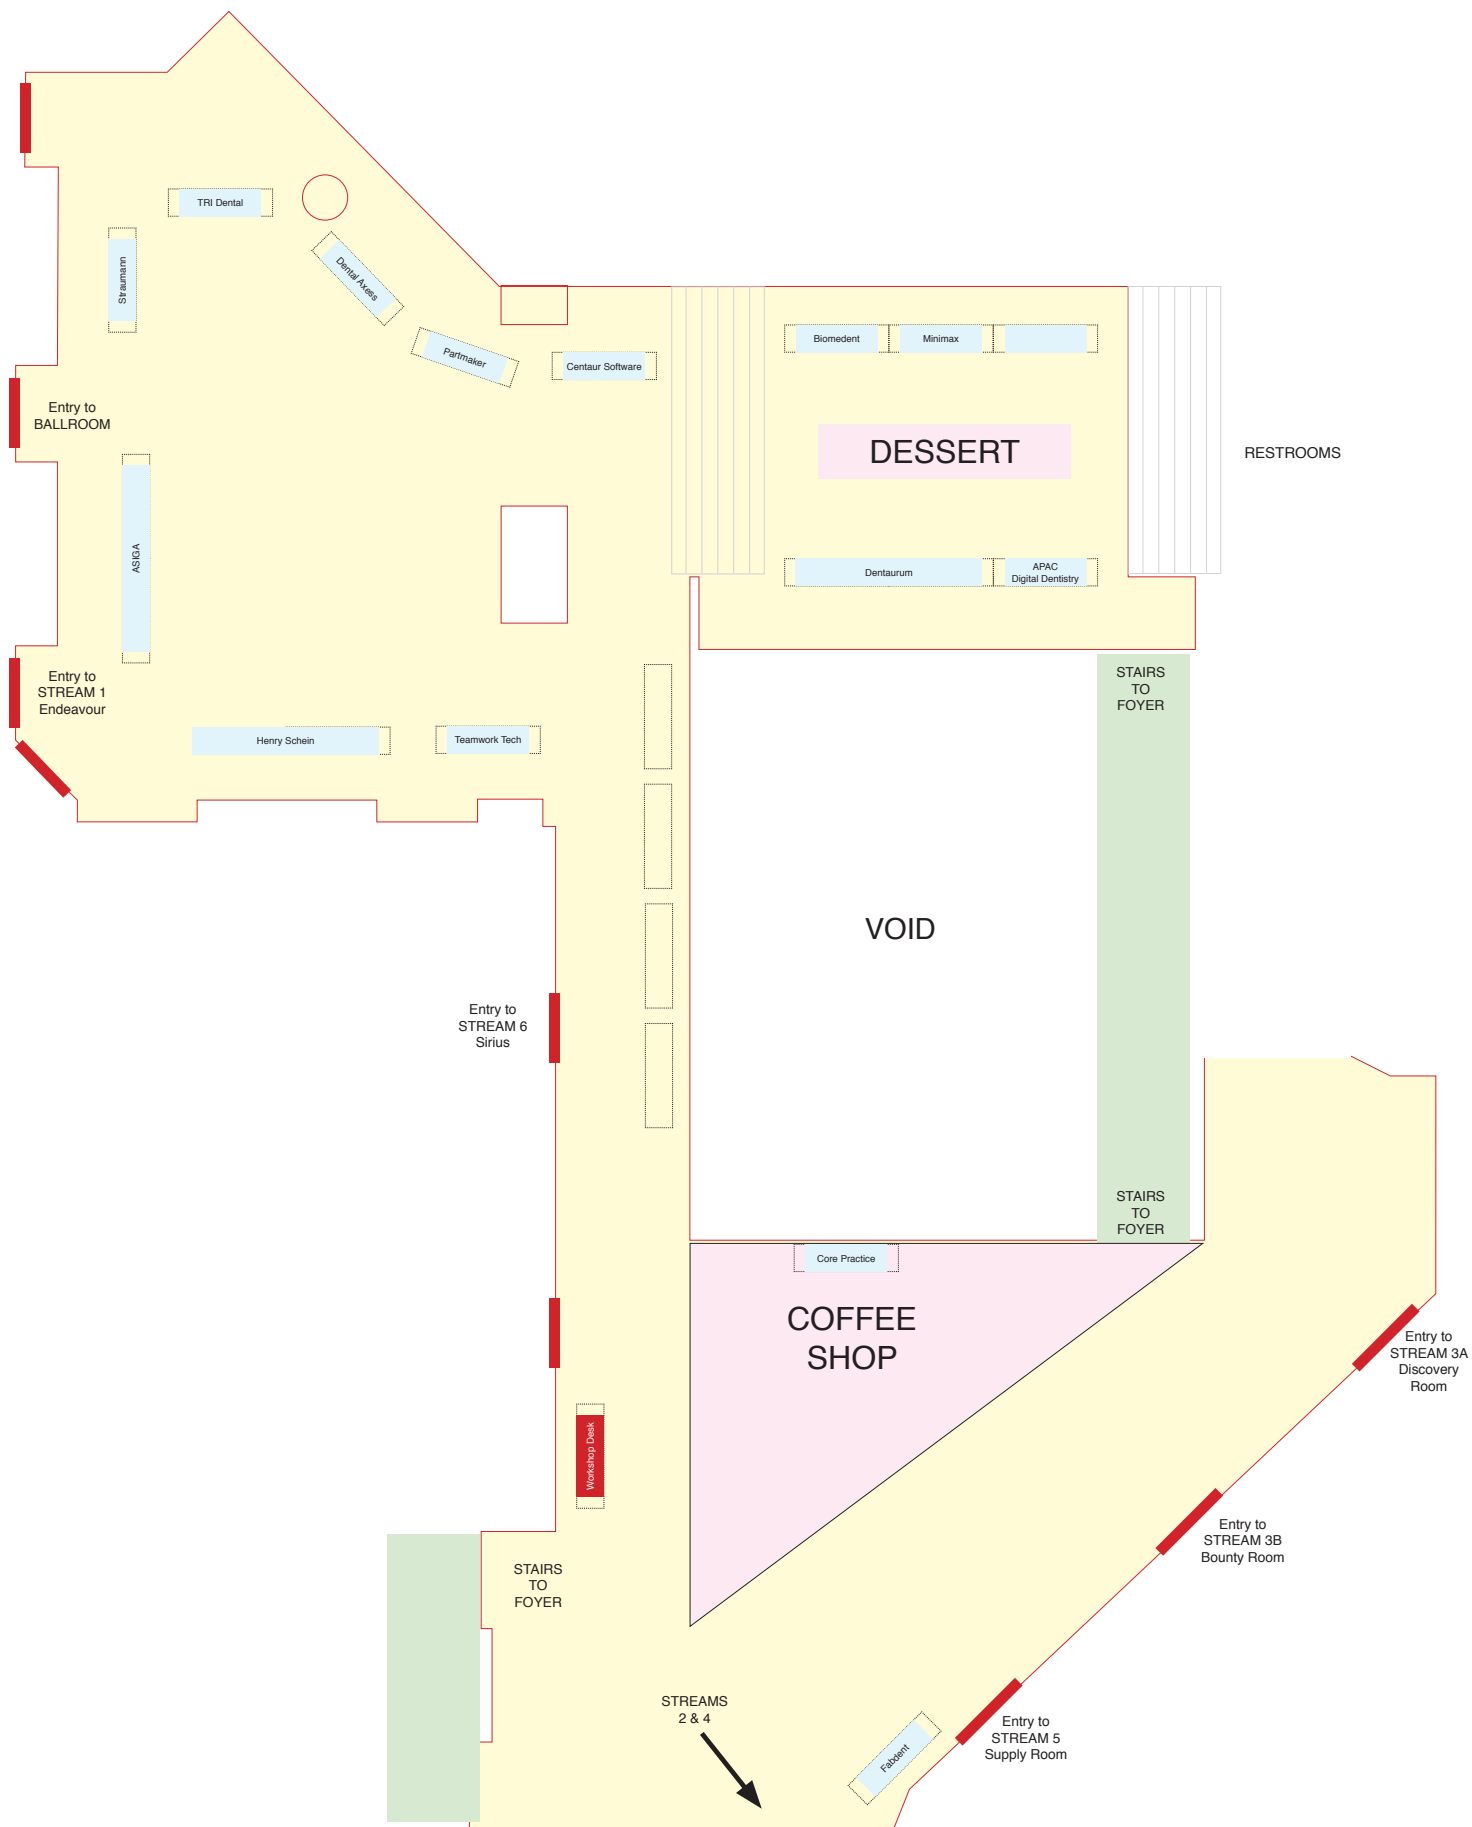 TRI Dental
Straumann
Dental Axess
Partmaker
Centaur Software
Biomedent
Minimax
Entry to
BALLROOM
DESSERT
RESTROOMS
ASIGA
Dentaurum
APAC
Digital Dentistry
Entry to
STREAM 1
Endeavour
STAIRS
TO
FOYER
Henry Schein
Teamwork Tech
VOID
Entry to
STREAM 6
Sirius
STAIRS
TO
FOYER
Core Practice
COFFEE
SHOP
Entry to
STREAM 3A
Discovery
Room
Workshop Desk
Entry to
STREAM 3B
Bounty Room
STAIRS
TO
FOYER
STREAMS
2 & 4
Entry to
STREAM 5
Supply Room
Fabdent